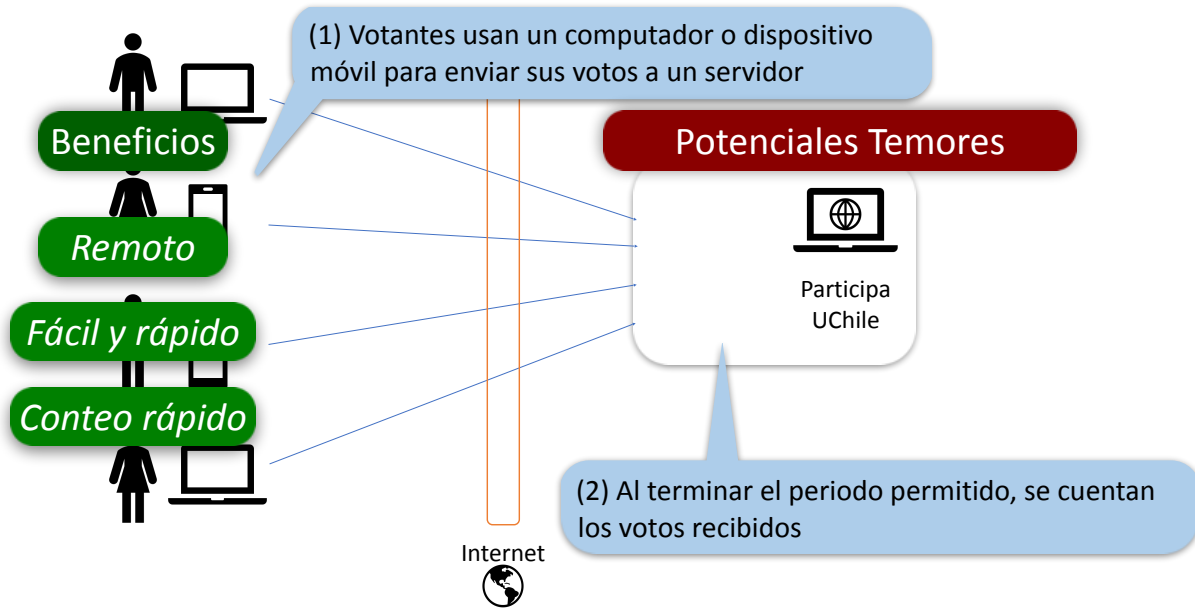 (1) Votantes usan un computador o dispositivo
móvil para enviar sus votos a un servidor
Beneficios
Potenciales Temores
Remoto
Participa
UChile
Fácil y rápido
Conteo rápido
(2) Al terminar el periodo permitido, se cuentan
los votos recibidos
Internet